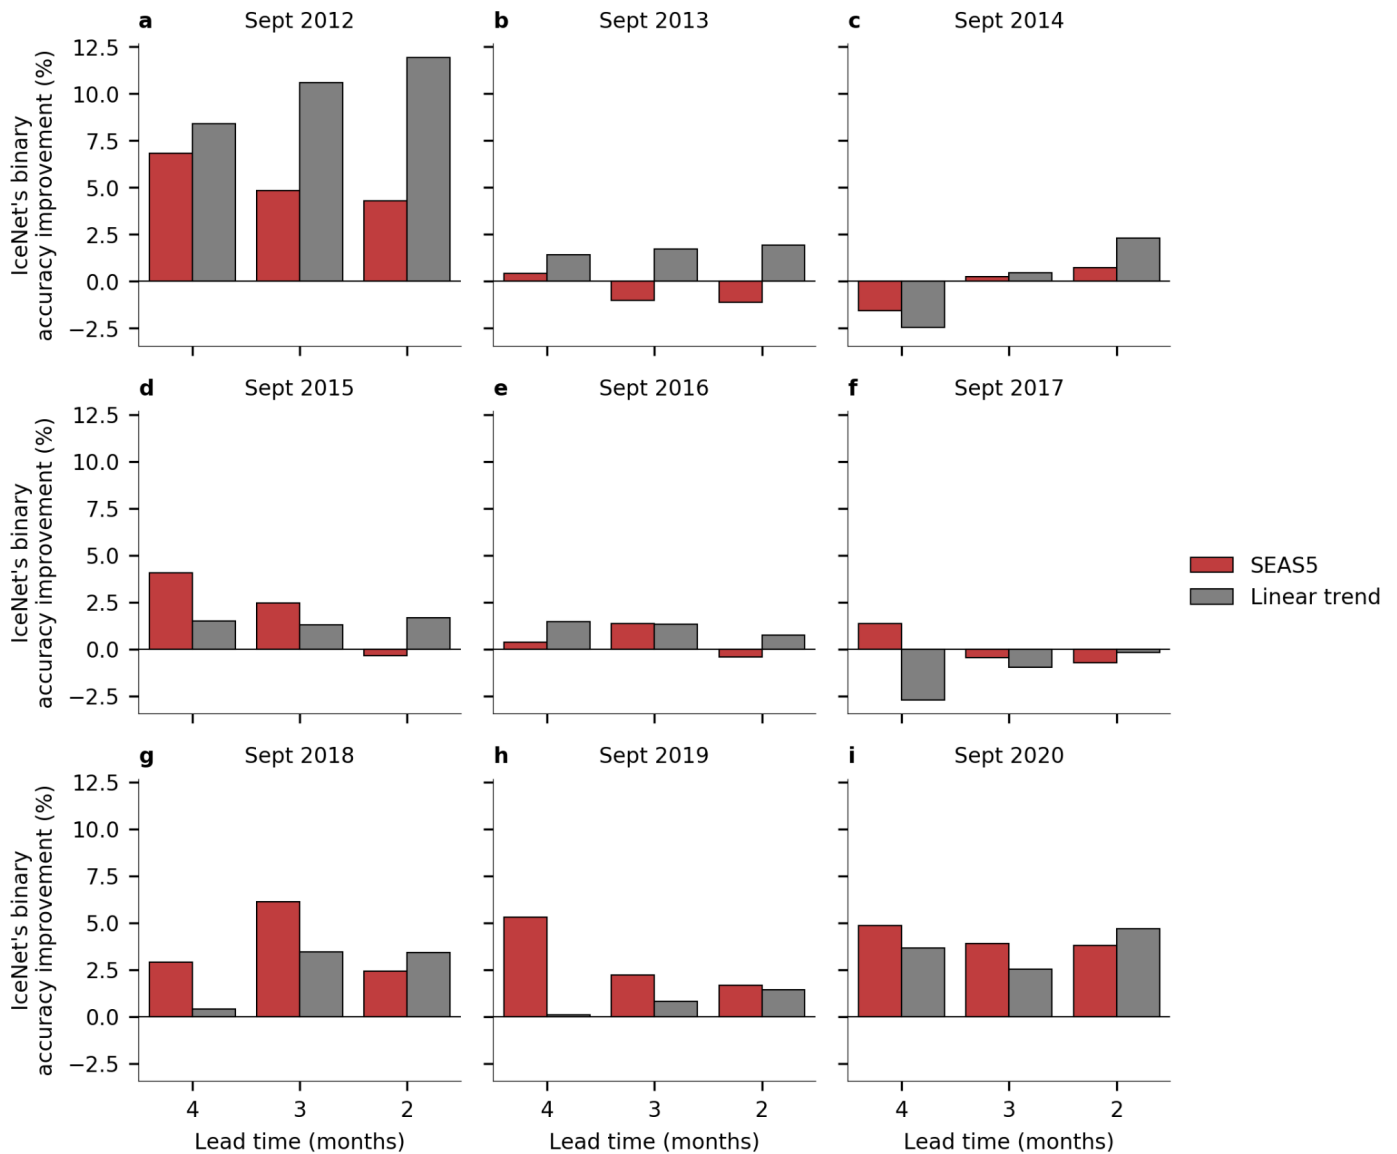 a Sept 2012
b Sept 2013
c Sept 2014
IceNet's binary
accuracy improvement (%)
12.5
10.0
7.5
5.0
2.5
0.0
−2.5
d Sept 2015
e Sept 2016
f Sept 2017
IceNet's binary
accuracy improvement (%)
12.5
10.0
7.5
5.0
2.5
0.0
−2.5
SEAS5
Linear trend
g Sept 2018
h Sept 2019
i Sept 2020
IceNet's binary
accuracy improvement (%)
12.5
10.0
7.5
5.0
2.5
0.0
−2.5
4 3 2
4 3 2
4 3 2
Lead time (months)
Lead time (months)
Lead time (months)